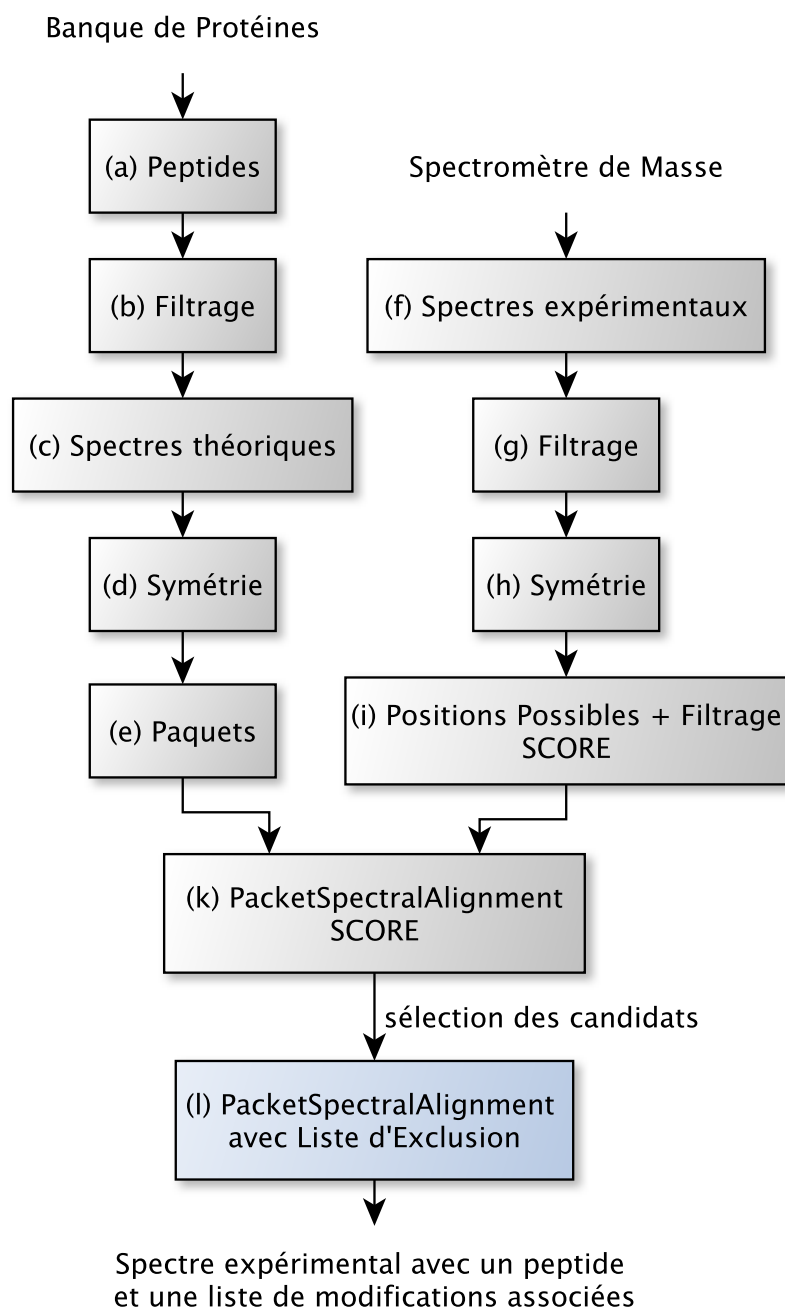 Banque de Protéines
(a) Peptides
Spectromètre de Masse
(b) Filtrage
(f) Spectres expérimentaux
(c) Spectres théoriques
(g) Filtrage
(d) Symétrie
(h) Symétrie
(e) Paquets
(i) Positions Possibles + Filtrage
SCORE
(k) PacketSpectralAlignment
SCORE
sélection des candidats
(l) PacketSpectralAlignment
avec Liste d'Exclusion
Spectre expérimental avec un peptide
et une liste de modifications associées